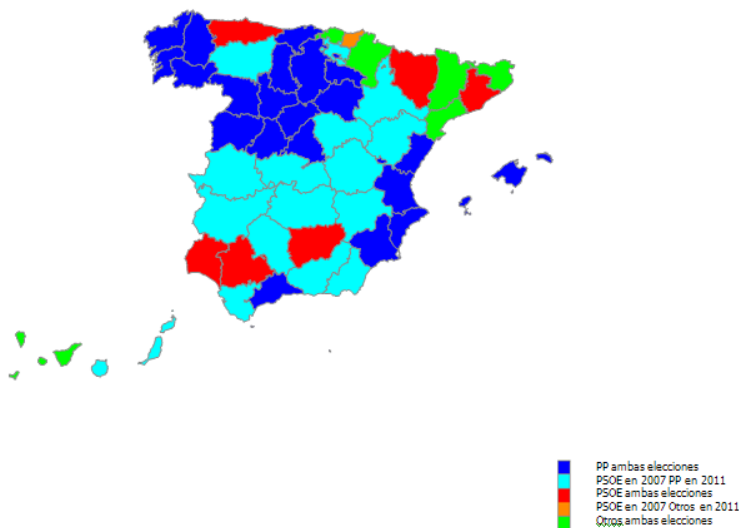 PP ambas elecciones
PSOE en 2007 PP en 2011
PSOE ambas elecciones
PSOE en 2007 Otros en 2011
Otros ambas elecciones